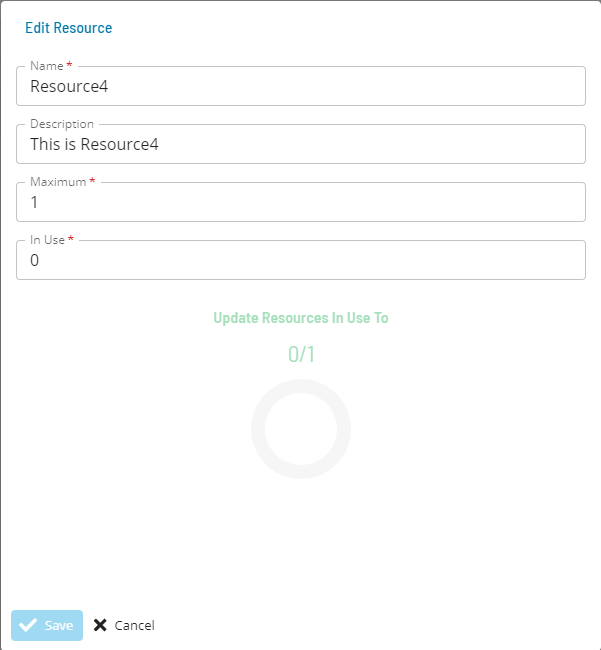 Edit Resource
Name *
Resource4
Description
This is Resource4
Maximum *
1
In Use *
0
Update Resources In Use To
0/1
Save Cancel